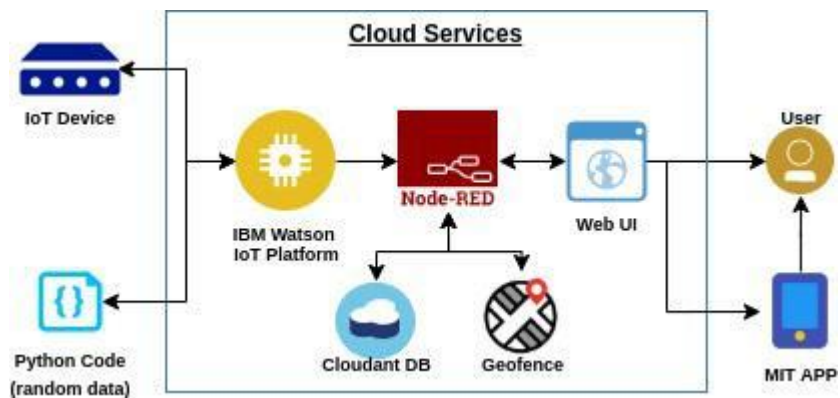 Cloud Services
IoT Device
User
Node-RED
Web UI
IBM Watson
IoT Platform
Cloudant DB
Geofence
Python Code
(random data)
MIT APP